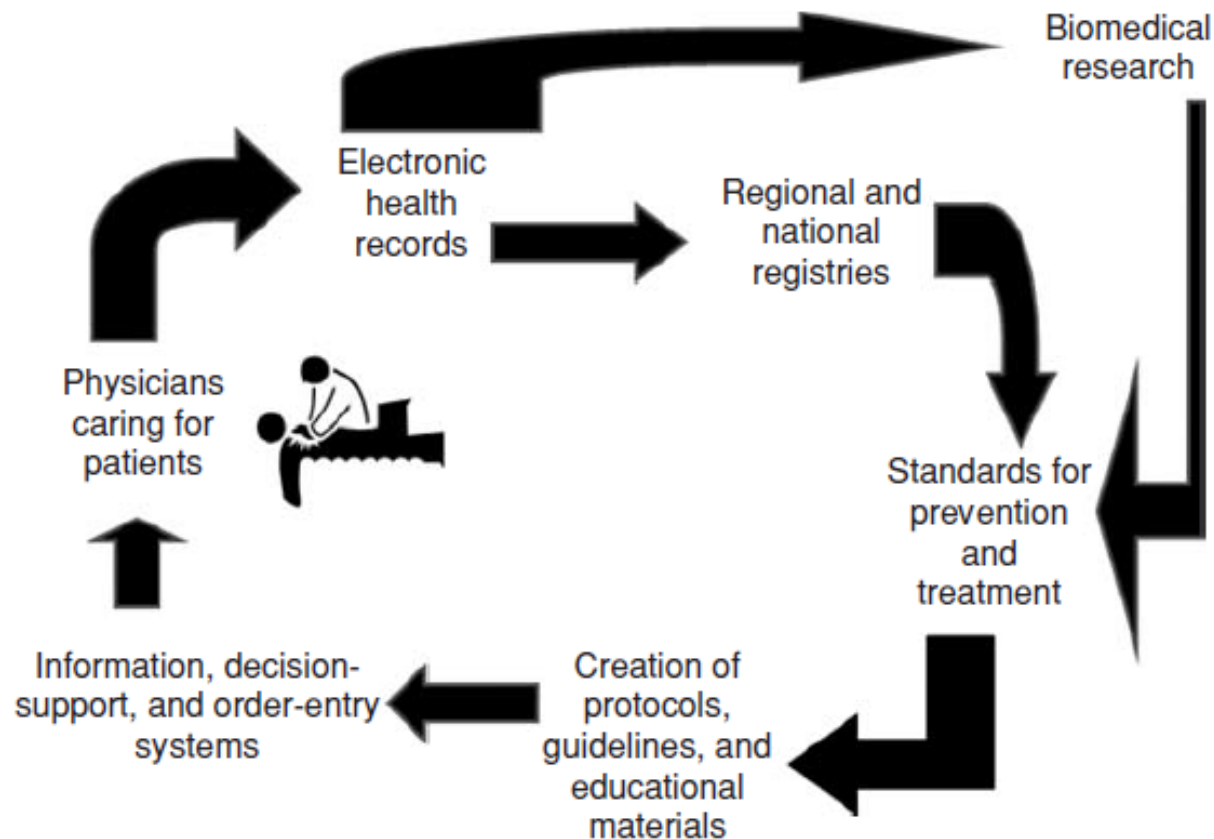 Biomedical
research
Electronic
health
records
Regional and
national
registries
Physicians
caring for
patients
Standards for
prevention
and
treatment
Information, decision-
support, and order-entry
systems
Creation of
protocols,
guidelines, and
educational
materials